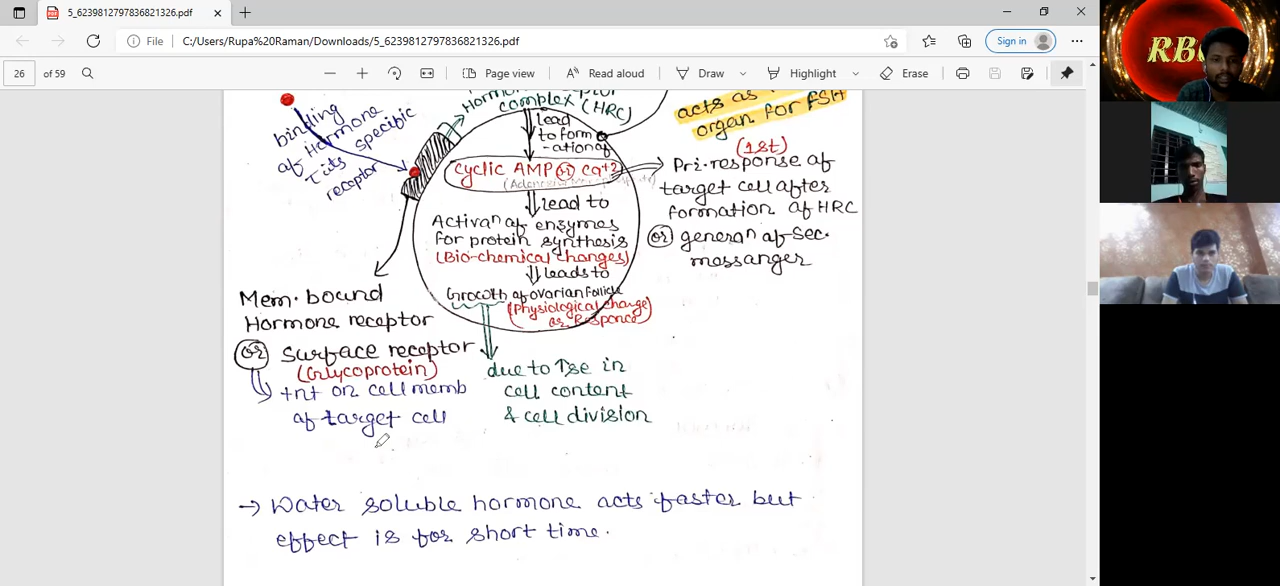 5_6239812797836821326.pdf
File C:/Users/Rupa%20Raman/Downloads/5_6239812797836821326.pdf
Sign in
26 of 59
Page view
Read aloud
Draw
Highlight
Erase
complex (HRC)
acts as
organ for FSH
binding
of Hormone
its specific
receptor
lead
to form
-ation of
cyclic AMP or ca+2
(1st)
Pri. response of
target cell after
formation of HRC
or generan of sec.
messanger
lead to
Activan of enzymes
for protein synthesis
(Bio-chemical changes)
leads to
Growth of ovarian follicle
(Physiological change
or Responce)
Mem. bound
Hormone receptor
or surface receptor
(Glycoprotein)
+nt on cell memb
of target cell
due to ↑se in
cell content
& cell division
→ Water soluble hormone acts faster but
effect is for short time.